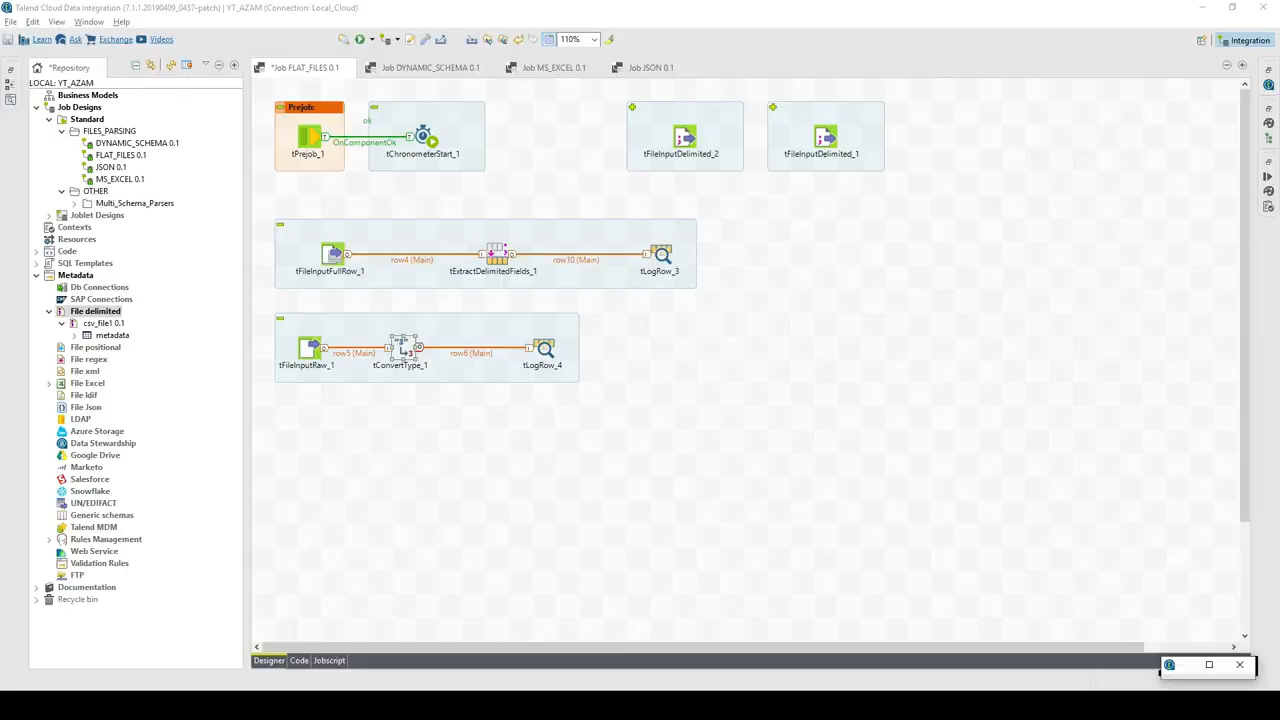 Talend Cloud Data Integration (7.1.1.20190409_0437-patch) | YT_AZAM (Connection: Local_Cloud)
File Edit View Window Help
Learn Ask Exchange Videos
110%
Integration
*Repository
*Job FLAT_FILES 0.1
Job DYNAMIC_SCHEMA 0.1
Job MS_EXCEL 0.1
Job JSON 0.1
LOCAL: YT_AZAM
Business Models
Job Designs
Standard
FILES_PARSING
DYNAMIC_SCHEMA 0.1
FLAT_FILES 0.1
JSON 0.1
MS_EXCEL 0.1
OTHER
Multi_Schema_Parsers
Joblet Designs
Contexts
Resources
Code
SQL Templates
Metadata
Db Connections
SAP Connections
File delimited
csv_file1 0.1
metadata
File positional
File regex
File xml
File Excel
File ldif
File Json
LDAP
Azure Storage
Data Stewardship
Google Drive
Marketo
Salesforce
Snowflake
UN/EDIFACT
Generic schemas
Talend MDM
Rules Management
Web Service
Validation Rules
FTP
Documentation
Recycle bin
Prejob:
ok
OnComponentOk
tPrejob_1
tChronometerStart_1
tFileInputDelimited_2
tFileInputDelimited_1
row4 (Main)
row10 (Main)
tFileInputFullRow_1
tExtractDelimitedFields_1
tLogRow_3
row5 (Main)
row6 (Main)
tFileInputRaw_1
tConvertType_1
tLogRow_4
Designer Code Jobscript